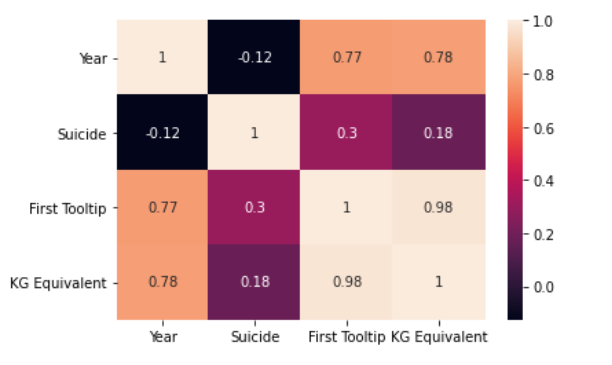 1.0
Year
1
-0.12
0.77
0.78
0.8
Suicide
-0.12
1
0.3
0.18
0.6
0.4
First Tooltip
0.77
0.3
1
0.98
0.2
KG Equivalent
0.78
0.18
0.98
1
0.0
Year
Suicide
First Tooltip
KG Equivalent